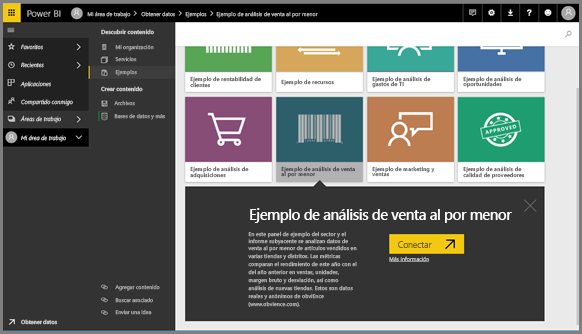 Power BI
Mi área de trabajo > Obtener datos > Ejemplos > Ejemplo de análisis de venta al por menor
Favoritos
Recientes
Aplicaciones
Compartido conmigo
Áreas de trabajo
Mi área de trabajo
Obtener datos
Descubrir contenido
Mi organización
Servicios
Ejemplos
Crear contenido
Archivos
Bases de datos y más
Agregar contenido
Buscar asociado
Enviar una idea
Ejemplo de rentabilidad de
clientes
Ejemplo de recursos
Ejemplo de análisis de
gastos de TI
Ejemplo de análisis de
oportunidades
APPROVED
Ejemplo de análisis de
adquisiciones
Ejemplo de análisis de venta
al por menor
Ejemplo de marketing y
ventas
Ejemplo de análisis de
calidad de proveedores
Ejemplo de análisis de venta al por menor
En este panel de ejemplo del sector y el
informe subyacente se analizan datos de
venta al por menor de artículos vendidos en
varias tiendas y distritos. Las métricas
comparan el rendimiento de este año con el
del año anterior en ventas, unidades,
margen bruto y desviación, así como
análisis de nuevas tiendas. Estos son datos
reales y anónimos de obviEnce
(www.obvience.com).
Conectar
Más información